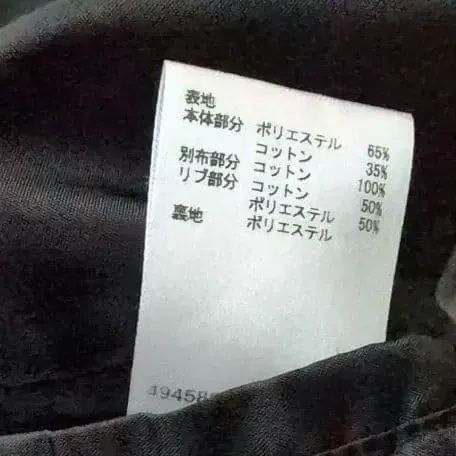 表地
本体部分 ポリエステル 65%
コットン 35%
別布部分 コットン 100%
リブ部分 コットン 50%
ポリエステル 50%
裏地 ポリエステル